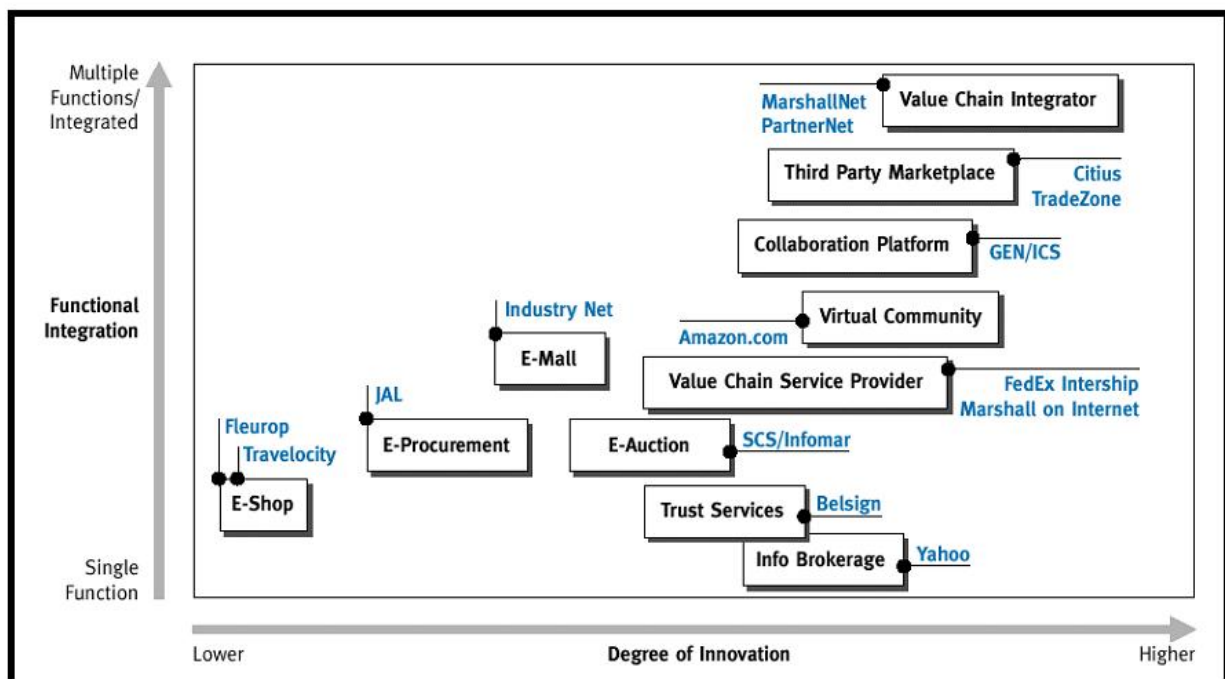 Multiple
Functions/
Integrated
MarshallNet
PartnerNet
Value Chain Integrator
Third Party Marketplace
Citius
TradeZone
Collaboration Platform
GEN/ICS
Functional
Integration
Industry Net
Virtual Community
Amazon.com
E-Mall
Value Chain Service Provider
FedEx Intership
Marshall on Internet
JAL
Fleurop
Travelocity
E-Procurement
E-Auction
SCS/Infomar
E-Shop
Trust Services
Belsign
Info Brokerage
Yahoo
Single
Function
Lower
Degree of Innovation
Higher